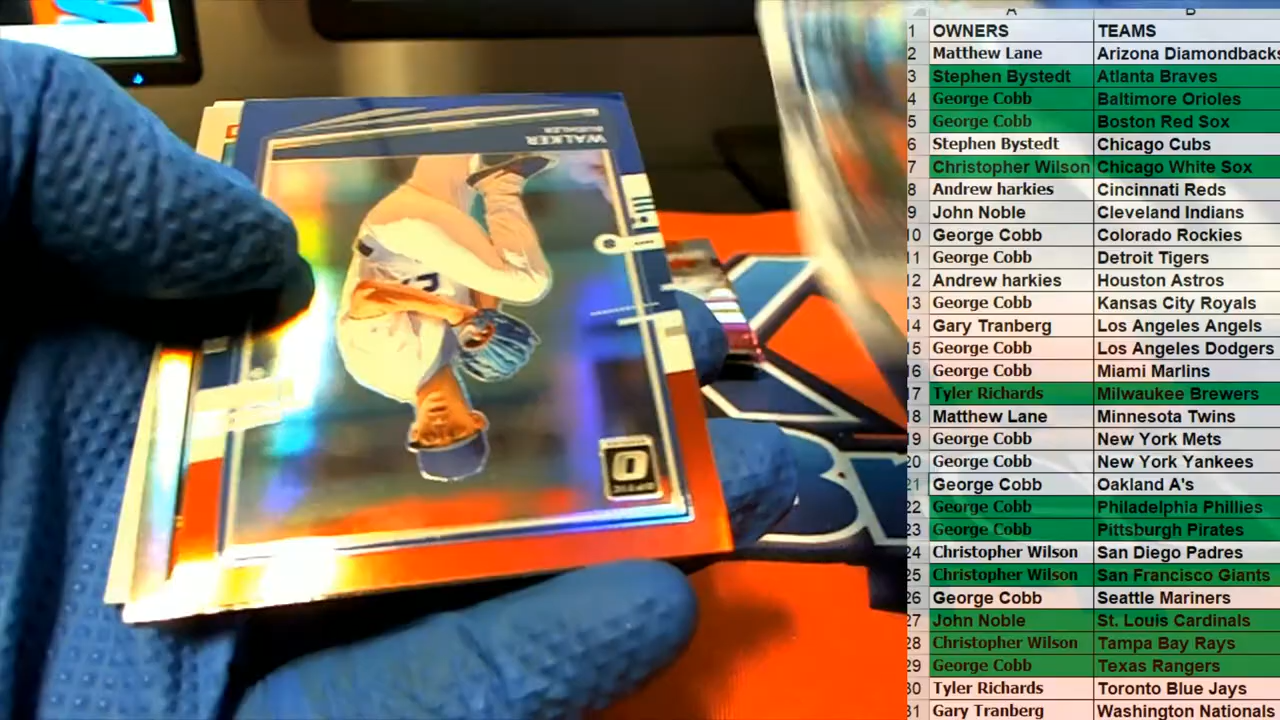 WALKER
BUEHLER
OPTIC
A B
1 OWNERS TEAMS
2 Matthew Lane Arizona Diamondbacks
3 Stephen Bystedt Atlanta Braves
4 George Cobb Baltimore Orioles
5 George Cobb Boston Red Sox
6 Stephen Bystedt Chicago Cubs
7 Christopher Wilson Chicago White Sox
8 Andrew harkies Cincinnati Reds
9 John Noble Cleveland Indians
10 George Cobb Colorado Rockies
11 George Cobb Detroit Tigers
12 Andrew harkies Houston Astros
13 George Cobb Kansas City Royals
14 Gary Tranberg Los Angeles Angels
15 George Cobb Los Angeles Dodgers
16 George Cobb Miami Marlins
17 Tyler Richards Milwaukee Brewers
18 Matthew Lane Minnesota Twins
19 George Cobb New York Mets
20 George Cobb New York Yankees
21 George Cobb Oakland A's
22 George Cobb Philadelphia Phillies
23 George Cobb Pittsburgh Pirates
24 Christopher Wilson San Diego Padres
25 Christopher Wilson San Francisco Giants
26 George Cobb Seattle Mariners
27 John Noble St. Louis Cardinals
28 Christopher Wilson Tampa Bay Rays
29 George Cobb Texas Rangers
30 Tyler Richards Toronto Blue Jays
31 Gary Tranberg Washington Nationals